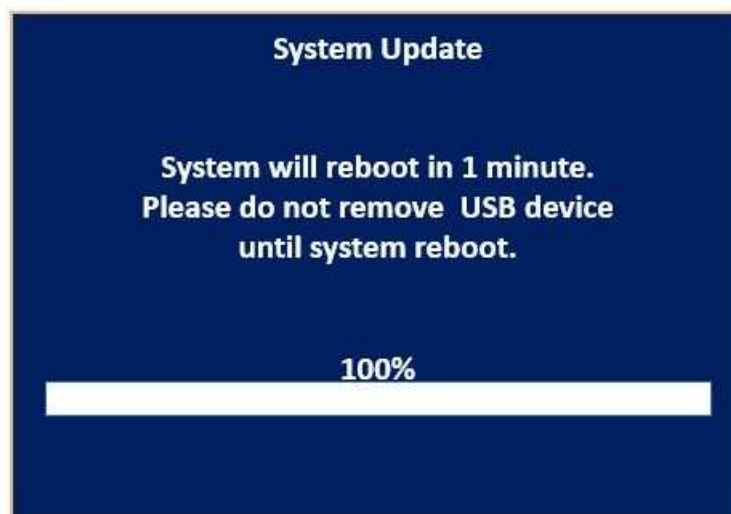 System Update
System will reboot in 1 minute.
Please do not remove  USB device
until system reboot.
100%